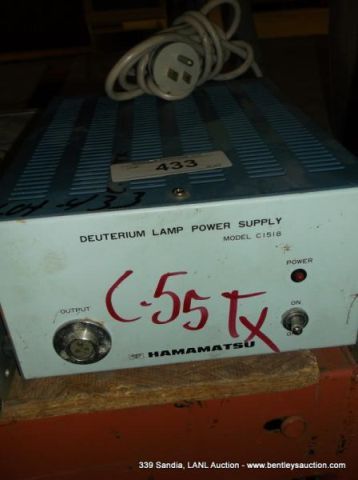 433
DEUTERIUM LAMP POWER SUPPLY
MODEL C1518
POWER
OUTPUT
ON
C-55 TX
HAMAMATSU
339 Sandia, LANL Auction - www.bentleysauction.com